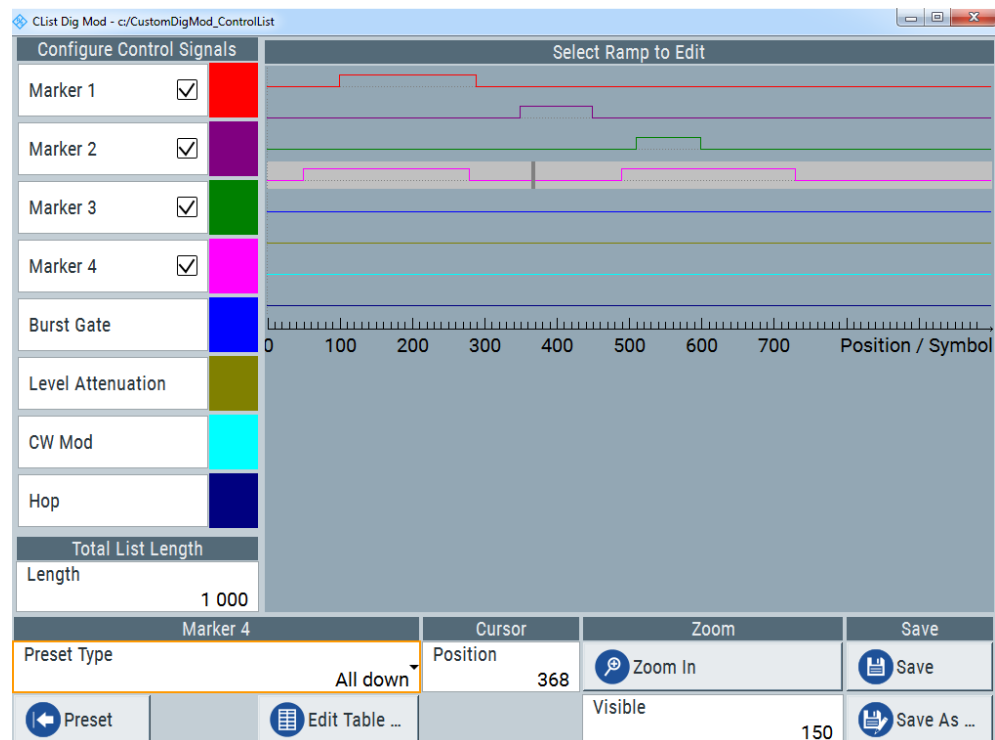 CList Dig Mod - c:/CustomDigMod_ControlList
Configure Control Signals
Select Ramp to Edit
Marker 1
Marker 2
Marker 3
Marker 4
Burst Gate
Level Attenuation
CW Mod
Hop
0 100 200 300 400 500 600 700 Position / Symbol
Total List Length
Length
1 000
Marker 4
Cursor
Zoom
Save
Preset Type
All down
Position
368
Zoom In
Save
Preset
Edit Table ...
Visible
150
Save As ...